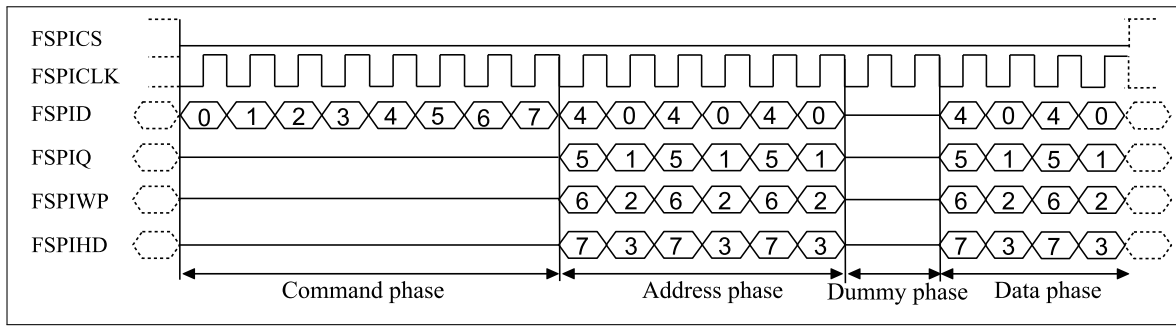 FSPICS
FSPICLK
FSPID 0 1 2 3 4 5 6 7 4 0 4 0 4 0 4 0 4 0
FSPIQ 5 1 5 1 5 1 5 1 5 1
FSPIWP 6 2 6 2 6 2 6 2 6 2
FSPIHD 7 3 7 3 7 3 7 3 7 3
Command phase Address phase Dummy phase Data phase